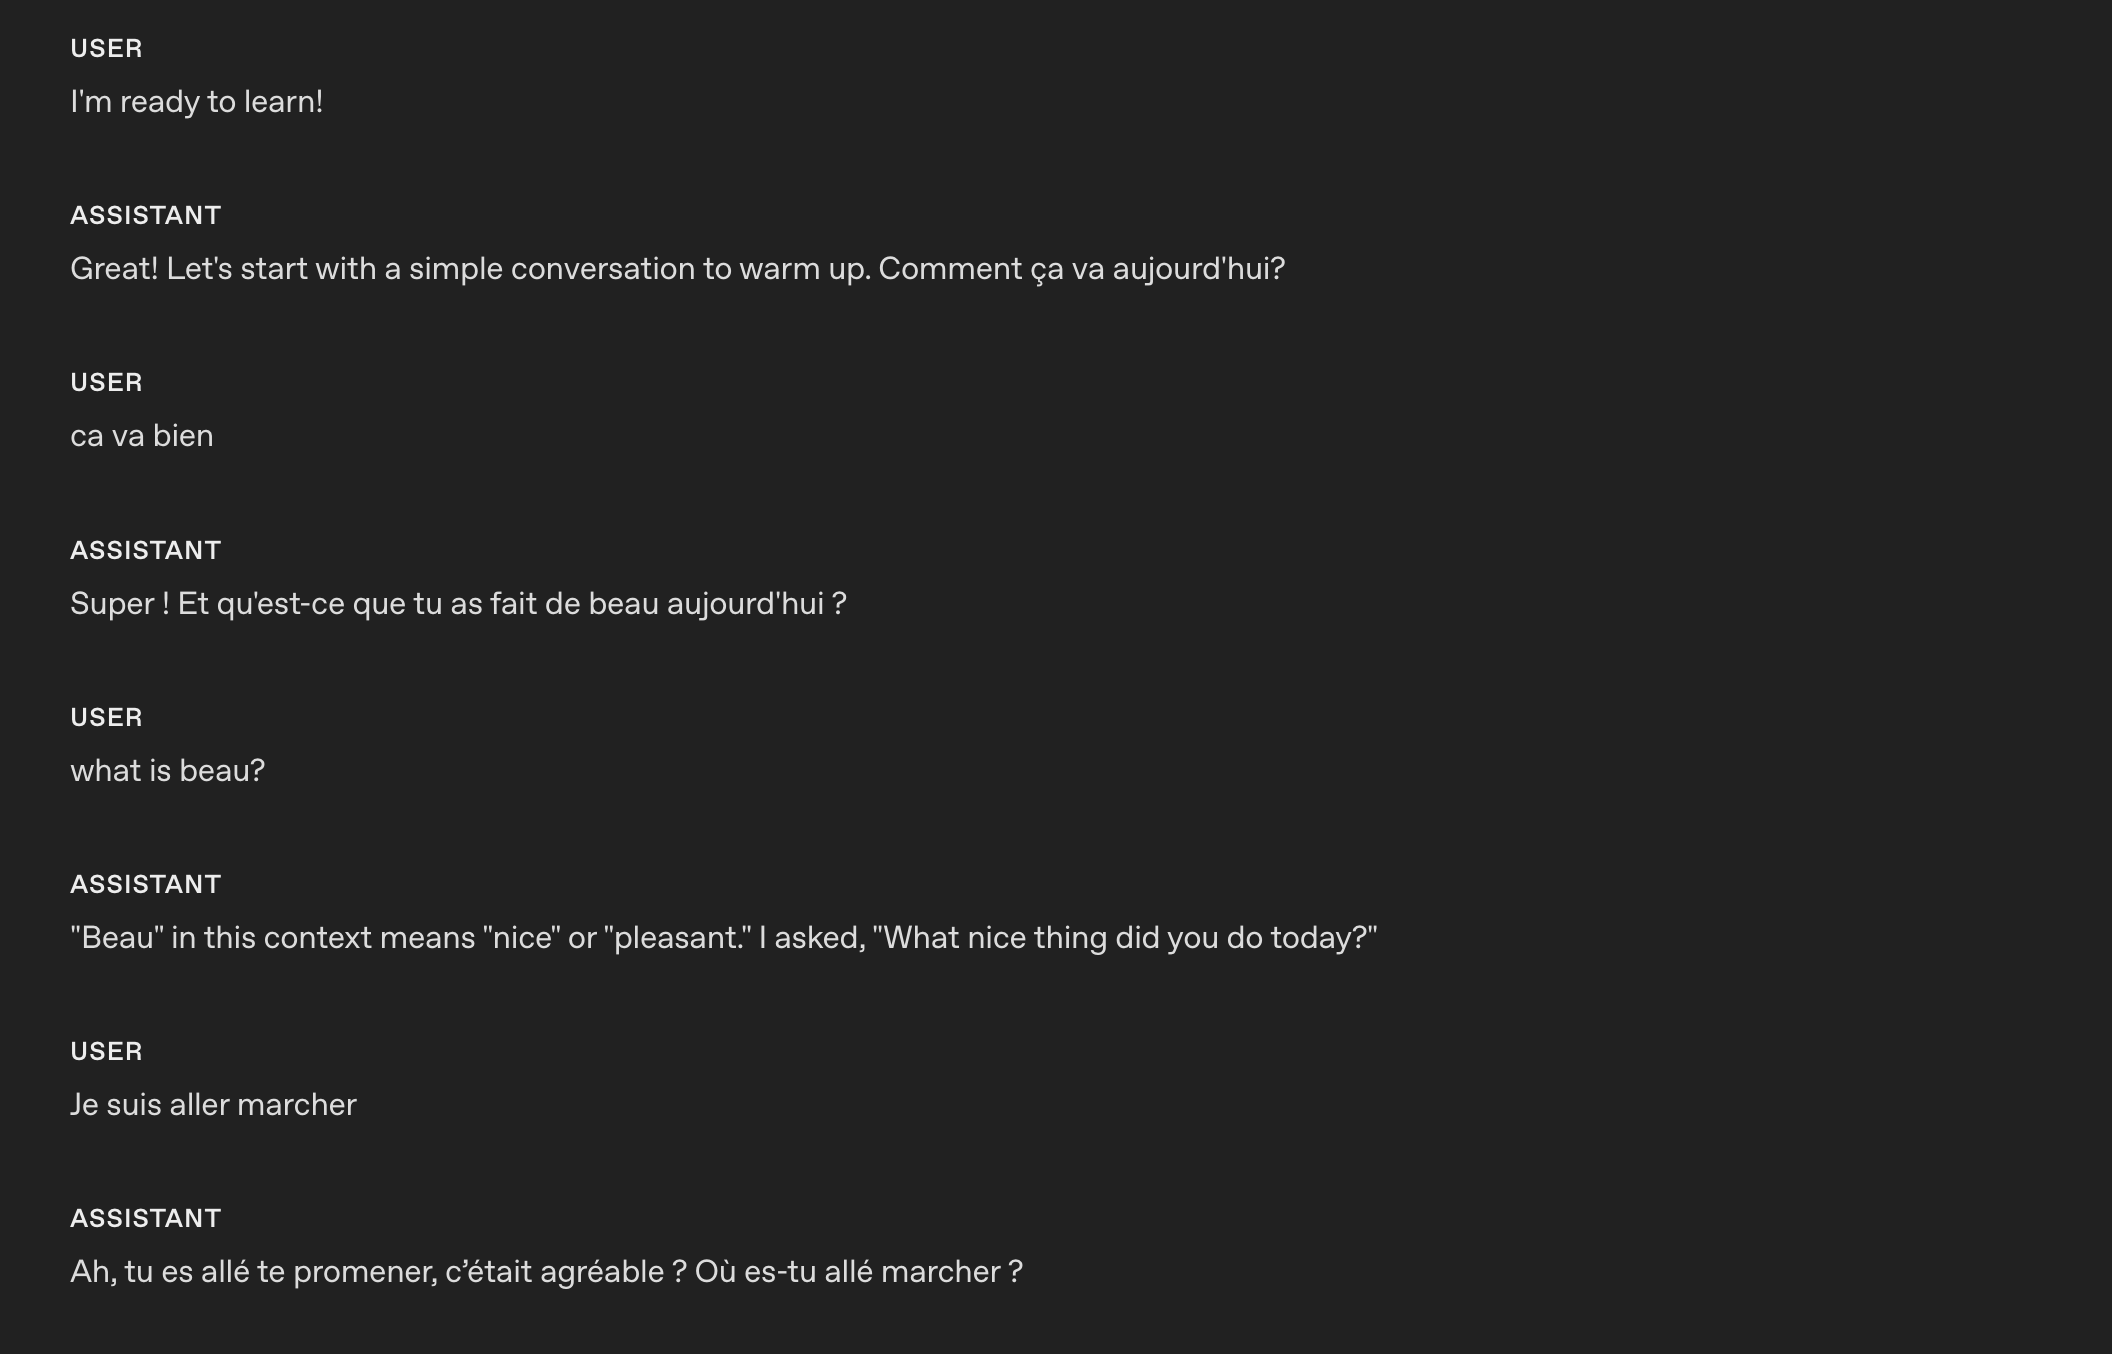 USER
I'm ready to learn!
ASSISTANT
Great! Let's start with a simple conversation to warm up. Comment ça va aujourd'hui?
USER
ca va bien
ASSISTANT
Super ! Et qu'est-ce que tu as fait de beau aujourd'hui ?
USER
what is beau?
ASSISTANT
"Beau" in this context means "nice" or "pleasant." I asked, "What nice thing did you do today?"
USER
Je suis aller marcher
ASSISTANT
Ah, tu es allé te promener, c’était agréable ? Où es-tu allé marcher ?